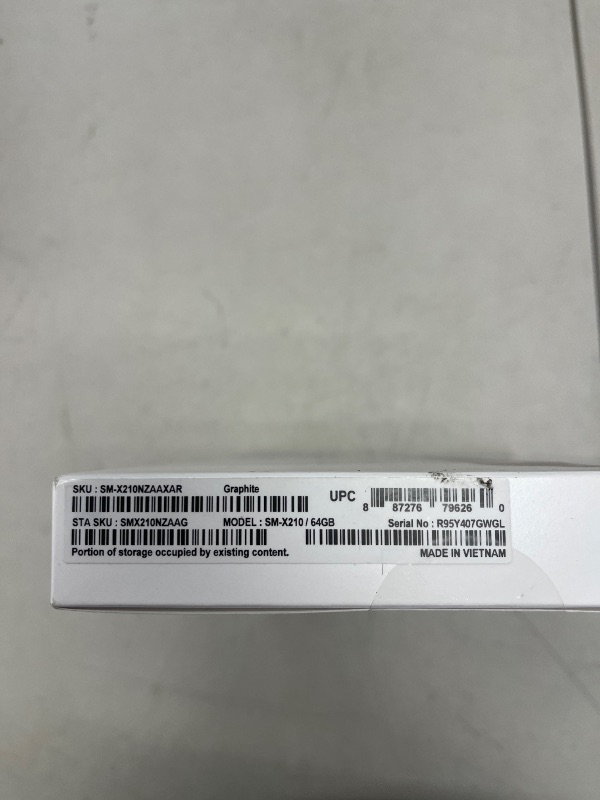 SKU : SM-X210NZAAXAR Graphite
UPC 8 87276 79626 0
STA SKU : SMX210NZAAG MODEL : SM-X210 / 64GB Serial No : R95Y407GWGL
Portion of storage occupied by existing content. MADE IN VIETNAM